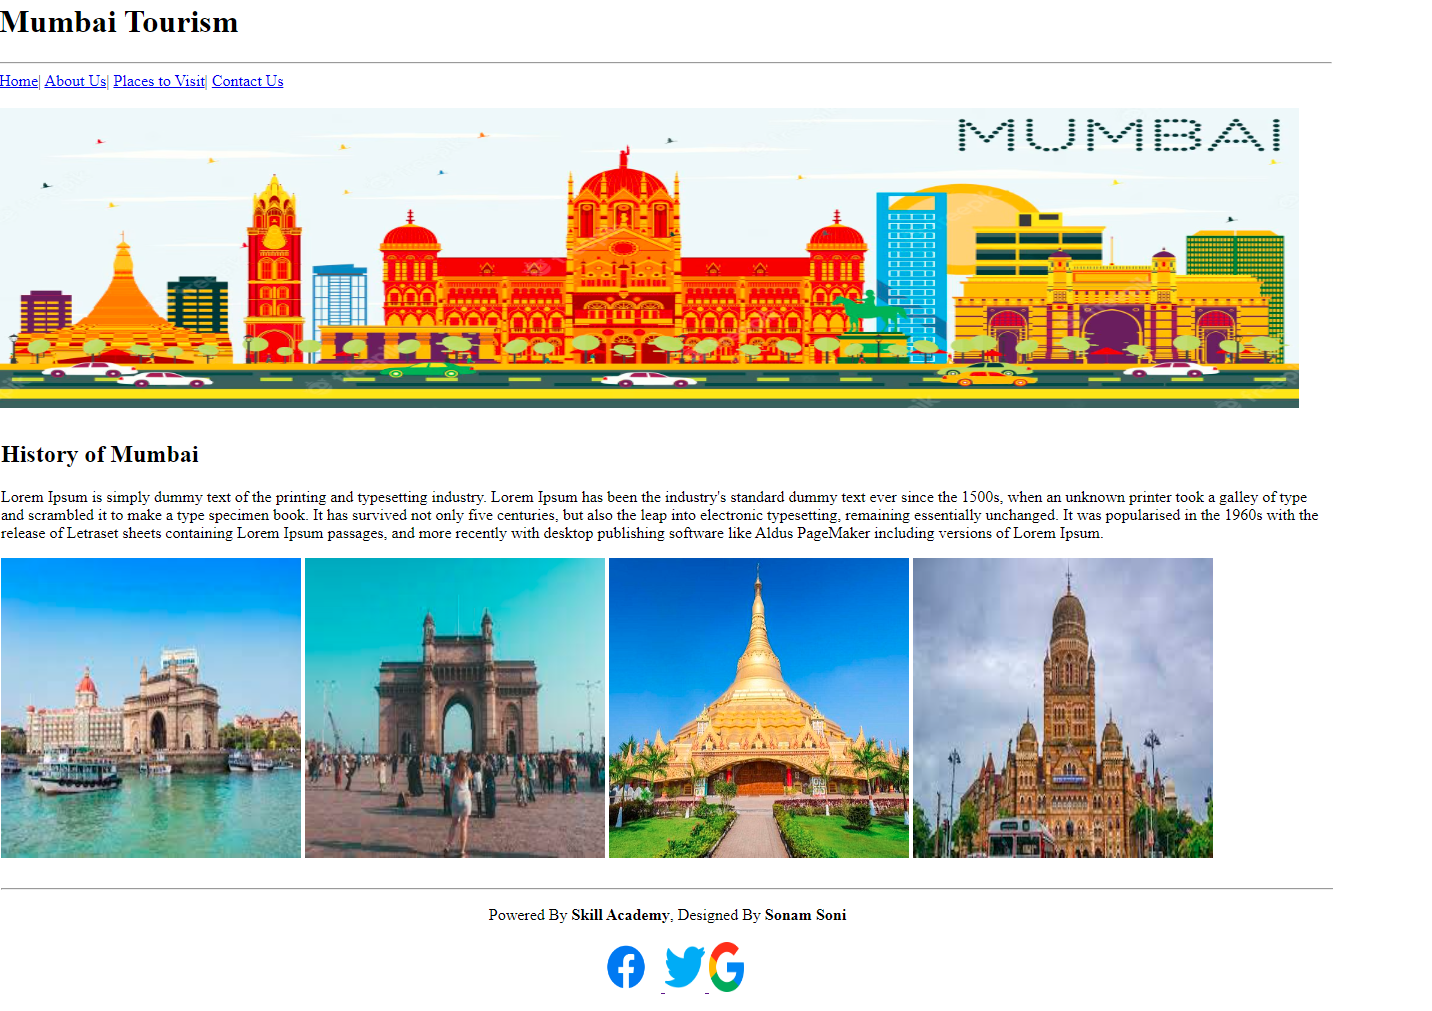 Mumbai Tourism
Home| About Us| Places to Visit| Contact Us
MUMBAI
History of Mumbai
Lorem Ipsum is simply dummy text of the printing and typesetting industry. Lorem Ipsum has been the industry's standard dummy text ever since the 1500s, when an unknown printer took a galley of type
and scrambled it to make a type specimen book. It has survived not only five centuries, but also the leap into electronic typesetting, remaining essentially unchanged. It was popularised in the 1960s with the
release of Letraset sheets containing Lorem Ipsum passages, and more recently with desktop publishing software like Aldus PageMaker including versions of Lorem Ipsum.
Powered By Skill Academy, Designed By Sonam Soni